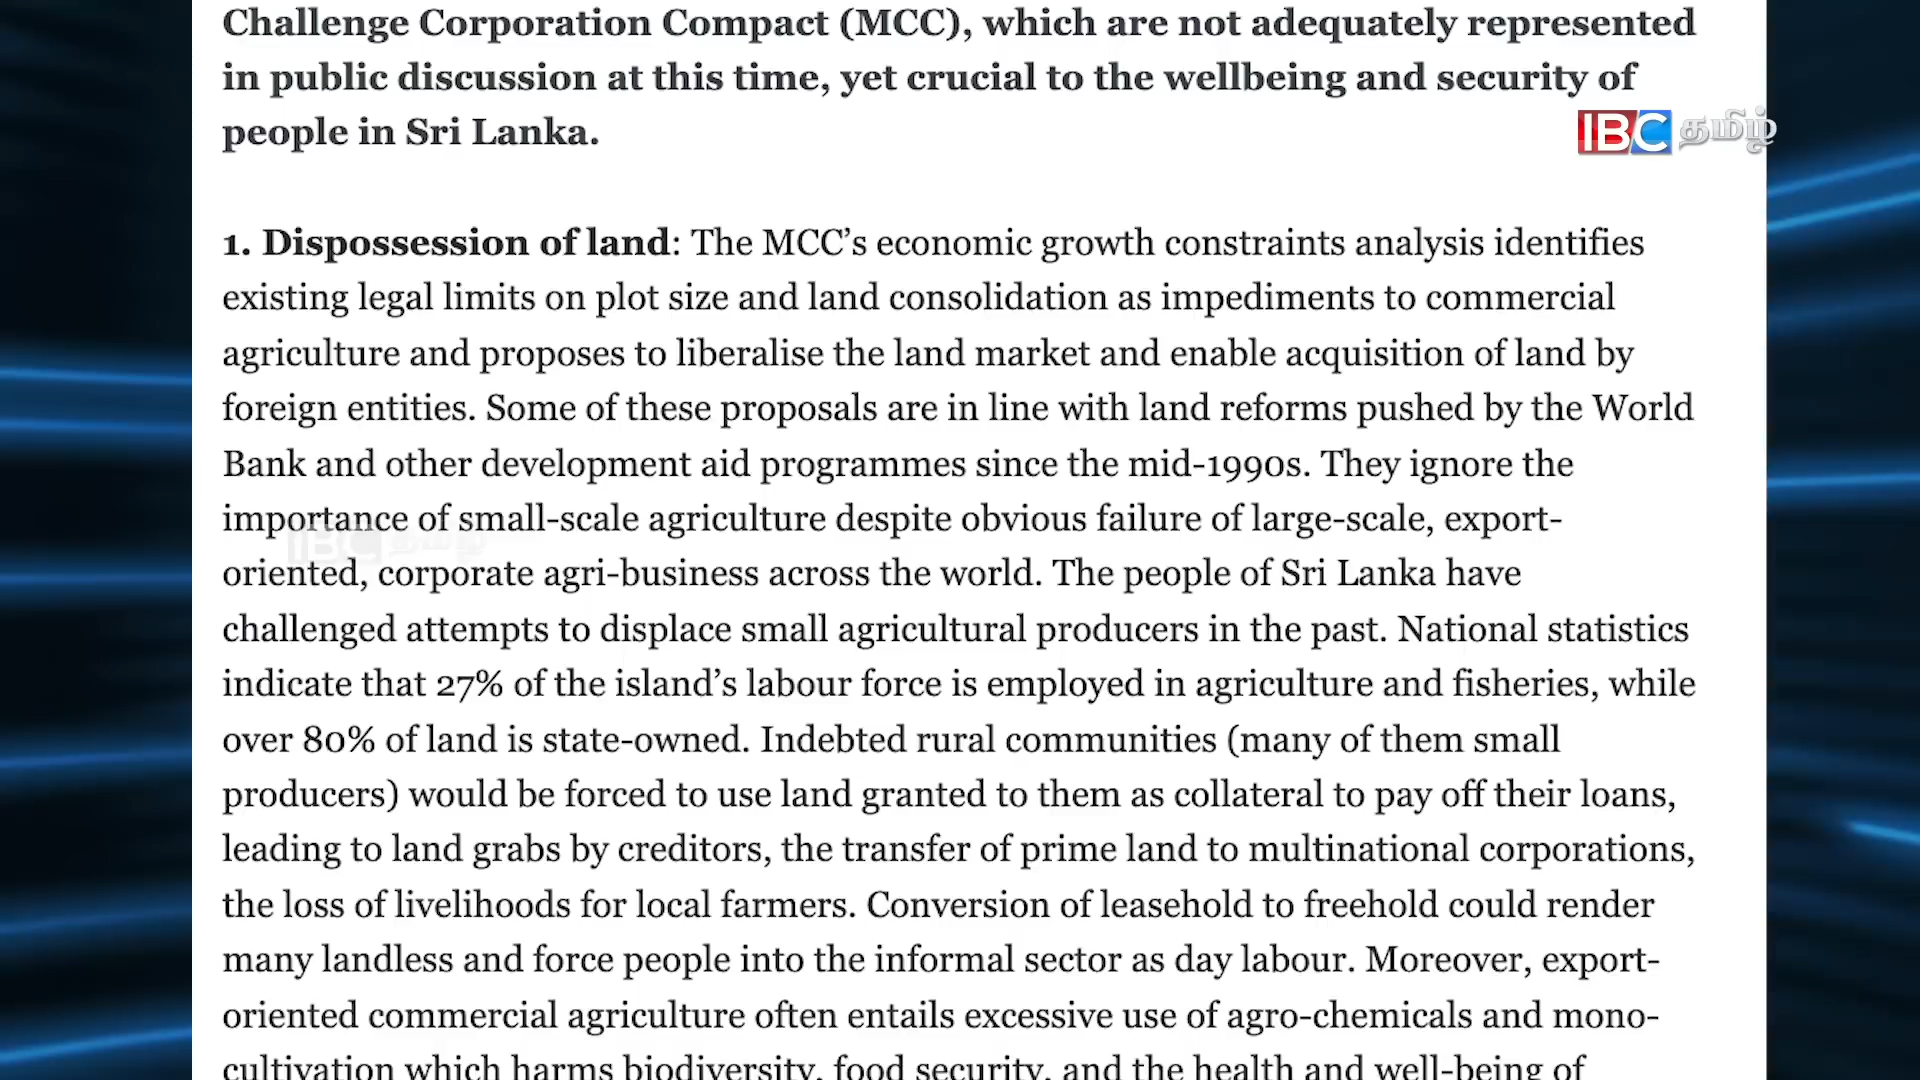 Challenge Corporation Compact (MCC), which are not adequately represented
in public discussion at this time, yet crucial to the wellbeing and security of
people in Sri Lanka.
IBC தமிழ்
1. Dispossession of land: The MCC’s economic growth constraints analysis identifies
existing legal limits on plot size and land consolidation as impediments to commercial
agriculture and proposes to liberalise the land market and enable acquisition of land by
foreign entities. Some of these proposals are in line with land reforms pushed by the World
Bank and other development aid programmes since the mid-1990s. They ignore the
importance of small-scale agriculture despite obvious failure of large-scale, export-
IBC தமிழ்
oriented, corporate agri-business across the world. The people of Sri Lanka have
challenged attempts to displace small agricultural producers in the past. National statistics
indicate that 27% of the island’s labour force is employed in agriculture and fisheries, while
over 80% of land is state-owned. Indebted rural communities (many of them small
producers) would be forced to use land granted to them as collateral to pay off their loans,
leading to land grabs by creditors, the transfer of prime land to multinational corporations,
the loss of livelihoods for local farmers. Conversion of leasehold to freehold could render
many landless and force people into the informal sector as day labour. Moreover, export-
oriented commercial agriculture often entails excessive use of agro-chemicals and mono-
cultivation which harms biodiversity, food security, and the health and well-being of